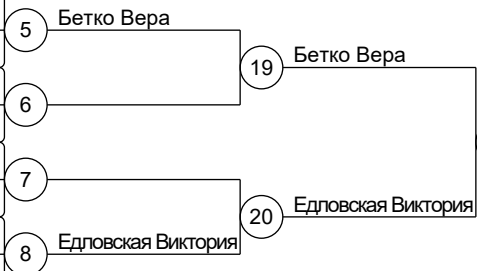 5 Бетко Вера
19 Бетко Вера
6
7
20 Едловская Виктория
8 Едловская Виктория